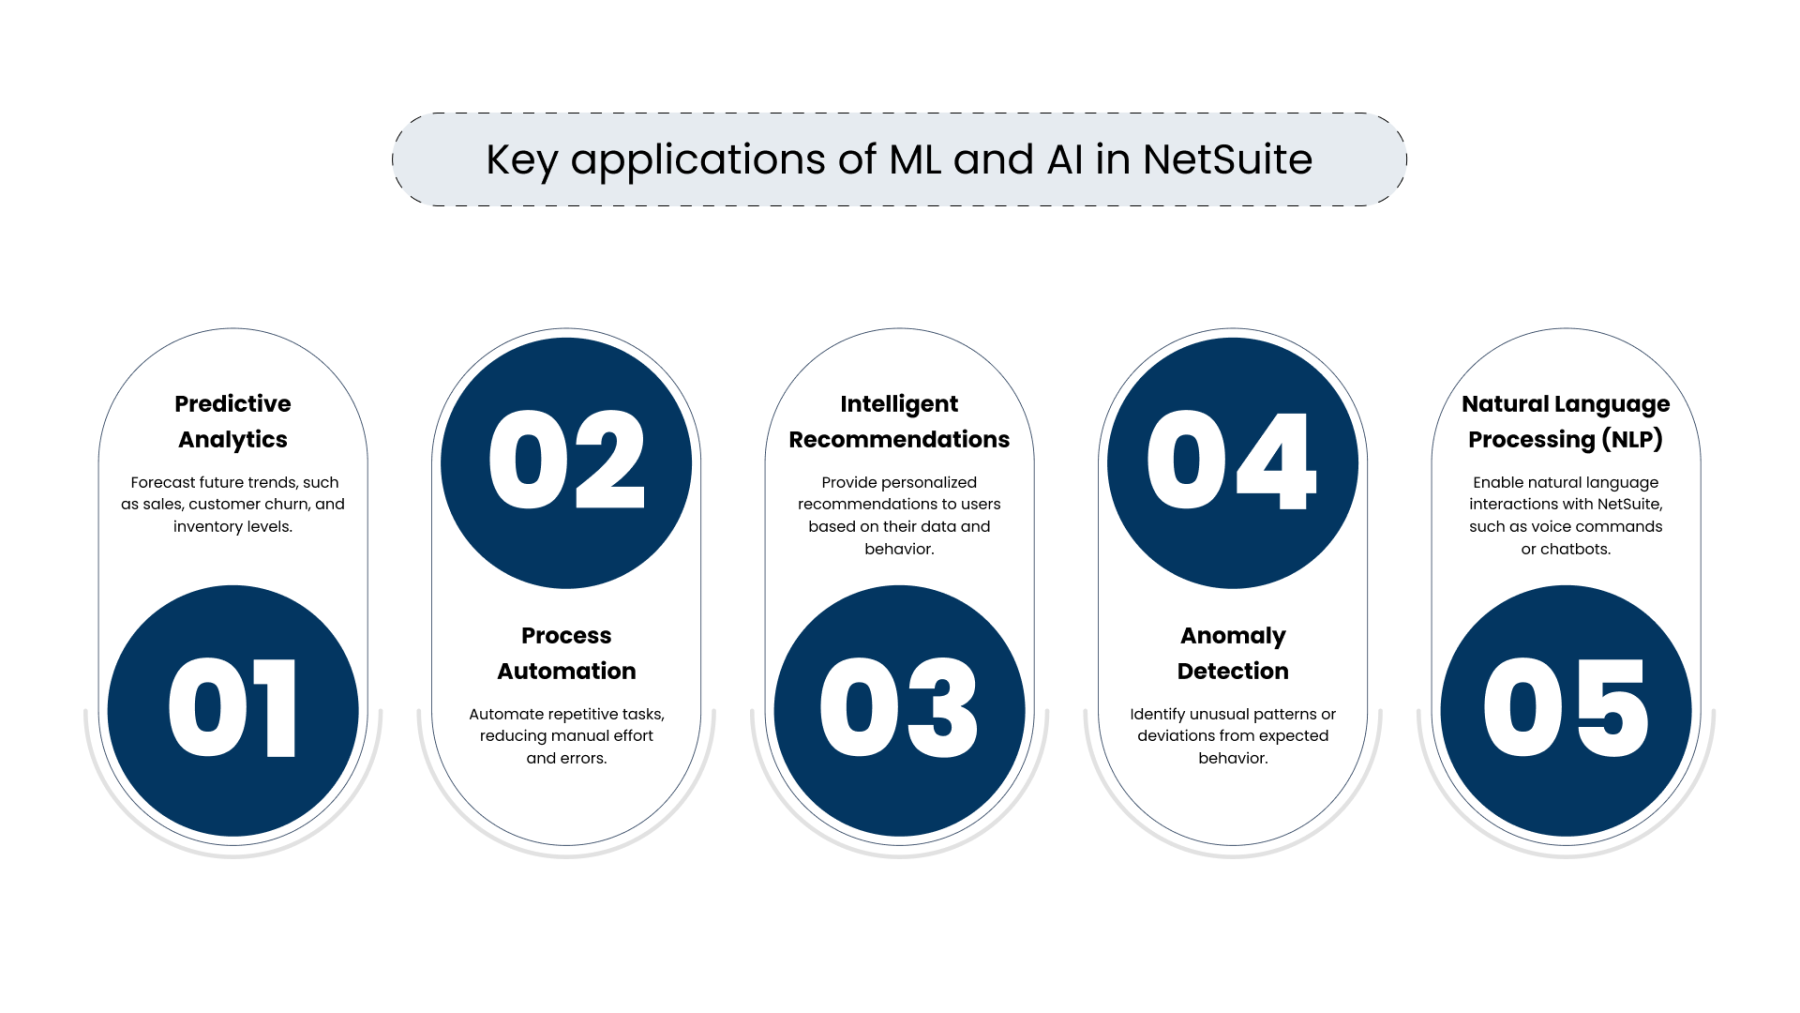 Key applications of ML and AI in NetSuite
Predictive
Analytics
Forecast future trends, such
as sales, customer churn, and
inventory levels.
01
02
Process
Automation
Automate repetitive tasks,
reducing manual effort
and errors.
Intelligent
Recommendations
Provide personalized
recommendations to users
based on their data and
behavior.
03
04
Anomaly
Detection
Identify unusual patterns or
deviations from expected
behavior.
Natural Language
Processing (NLP)
Enable natural language
interactions with NetSuite,
such as voice commands
or chatbots.
05